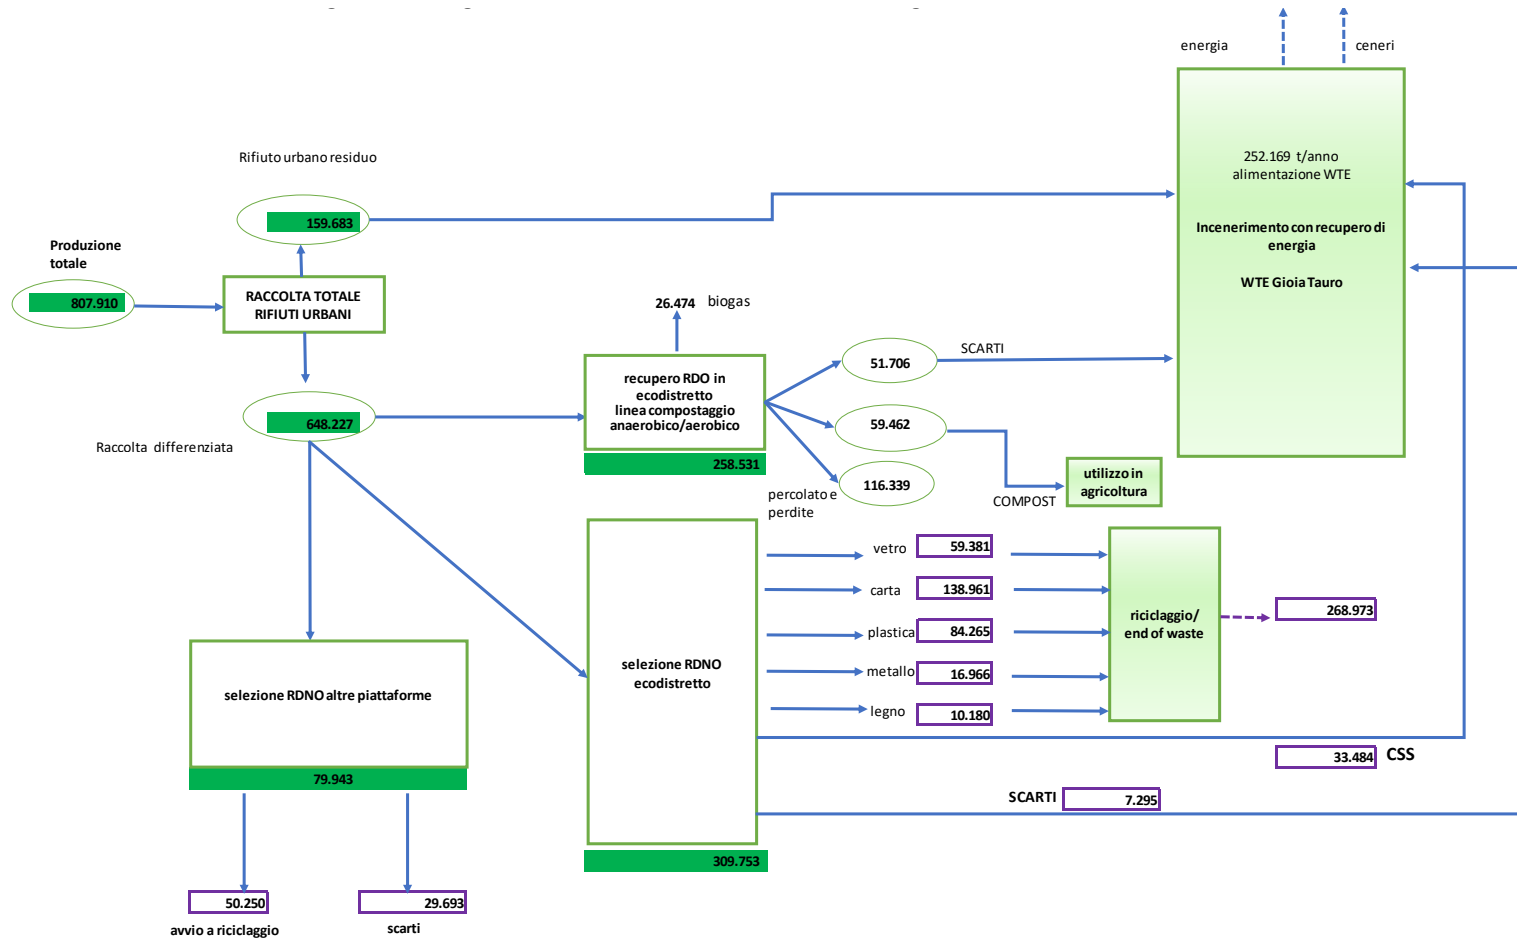 energia
ceneri
252.169 t/anno
alimentazione WTE
Incenerimento con recupero di
energia
WTE Gioia Tauro
Rifiuto urbano residuo
159.683
Produzione
totale
807.910
RACCOLTA TOTALE
RIFIUTI URBANI
26.474 biogas
SCARTI
51.706
recupero RDO in
ecodistretto
linea compostaggio
anaerobico/aerobico
258.531
648.227
Raccolta differenziata
59.462
116.339
percolato e
perdite
COMPOST
utilizzo in
agricoltura
vetro 59.381
carta 138.961
plastica 84.265
metallo 16.966
legno 10.180
riciclaggio/
end of waste
268.973
selezione RDNO
ecodistretto
309.753
selezione RDNO altre piattaforme
79.943
33.484 CSS
SCARTI 7.295
50.250
avvio a riciclaggio
29.693
scarti